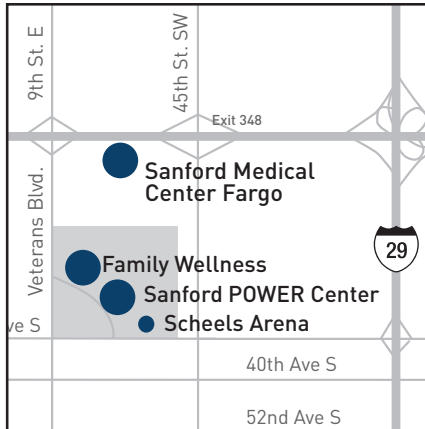 9th St. E
45th St. SW
Exit 348
Sanford Medical
Center Fargo
Veterans Blvd.
29
Family Wellness
Sanford POWER Center
Scheels Arena
ve S
40th Ave S
52nd Ave S